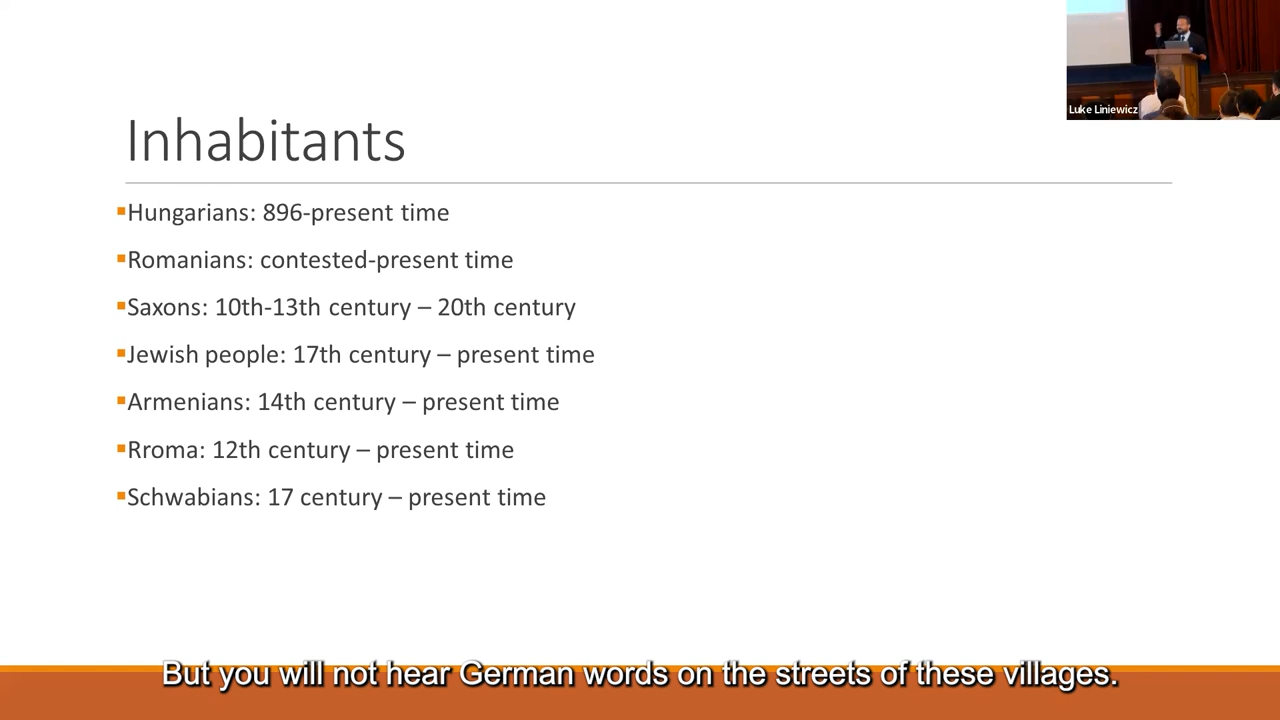 Luke Liniewicz
Inhabitants
▪Hungarians: 896-present time
▪Romanians: contested-present time
▪Saxons: 10th-13th century – 20th century
▪Jewish people: 17th century – present time
▪Armenians: 14th century – present time
▪Rroma: 12th century – present time
▪Schwabians: 17 century – present time
But you will not hear German words on the streets of these villages.